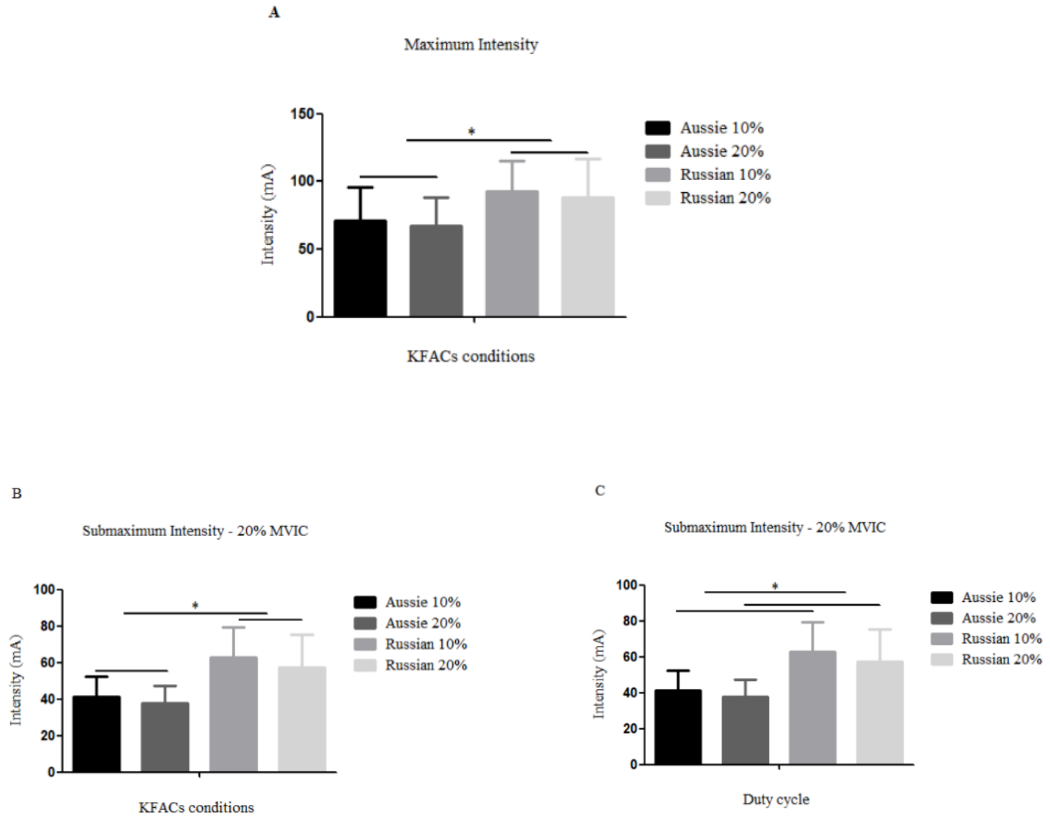 A
Maximum Intensity
150
100
50
0
Intensity (mA)
*
Aussie 10%
Aussie 20%
Russian 10%
Russian 20%
KFACs conditions
B
Submaximum Intensity - 20% MVIC
100
80
60
40
20
0
Intensity (mA)
*
Aussie 10%
Aussie 20%
Russian 10%
Russian 20%
KFACs conditions
C
Submaximum Intensity - 20% MVIC
100
80
60
40
20
0
Intensity (mA)
*
Aussie 10%
Aussie 20%
Russian 10%
Russian 20%
Duty cycle